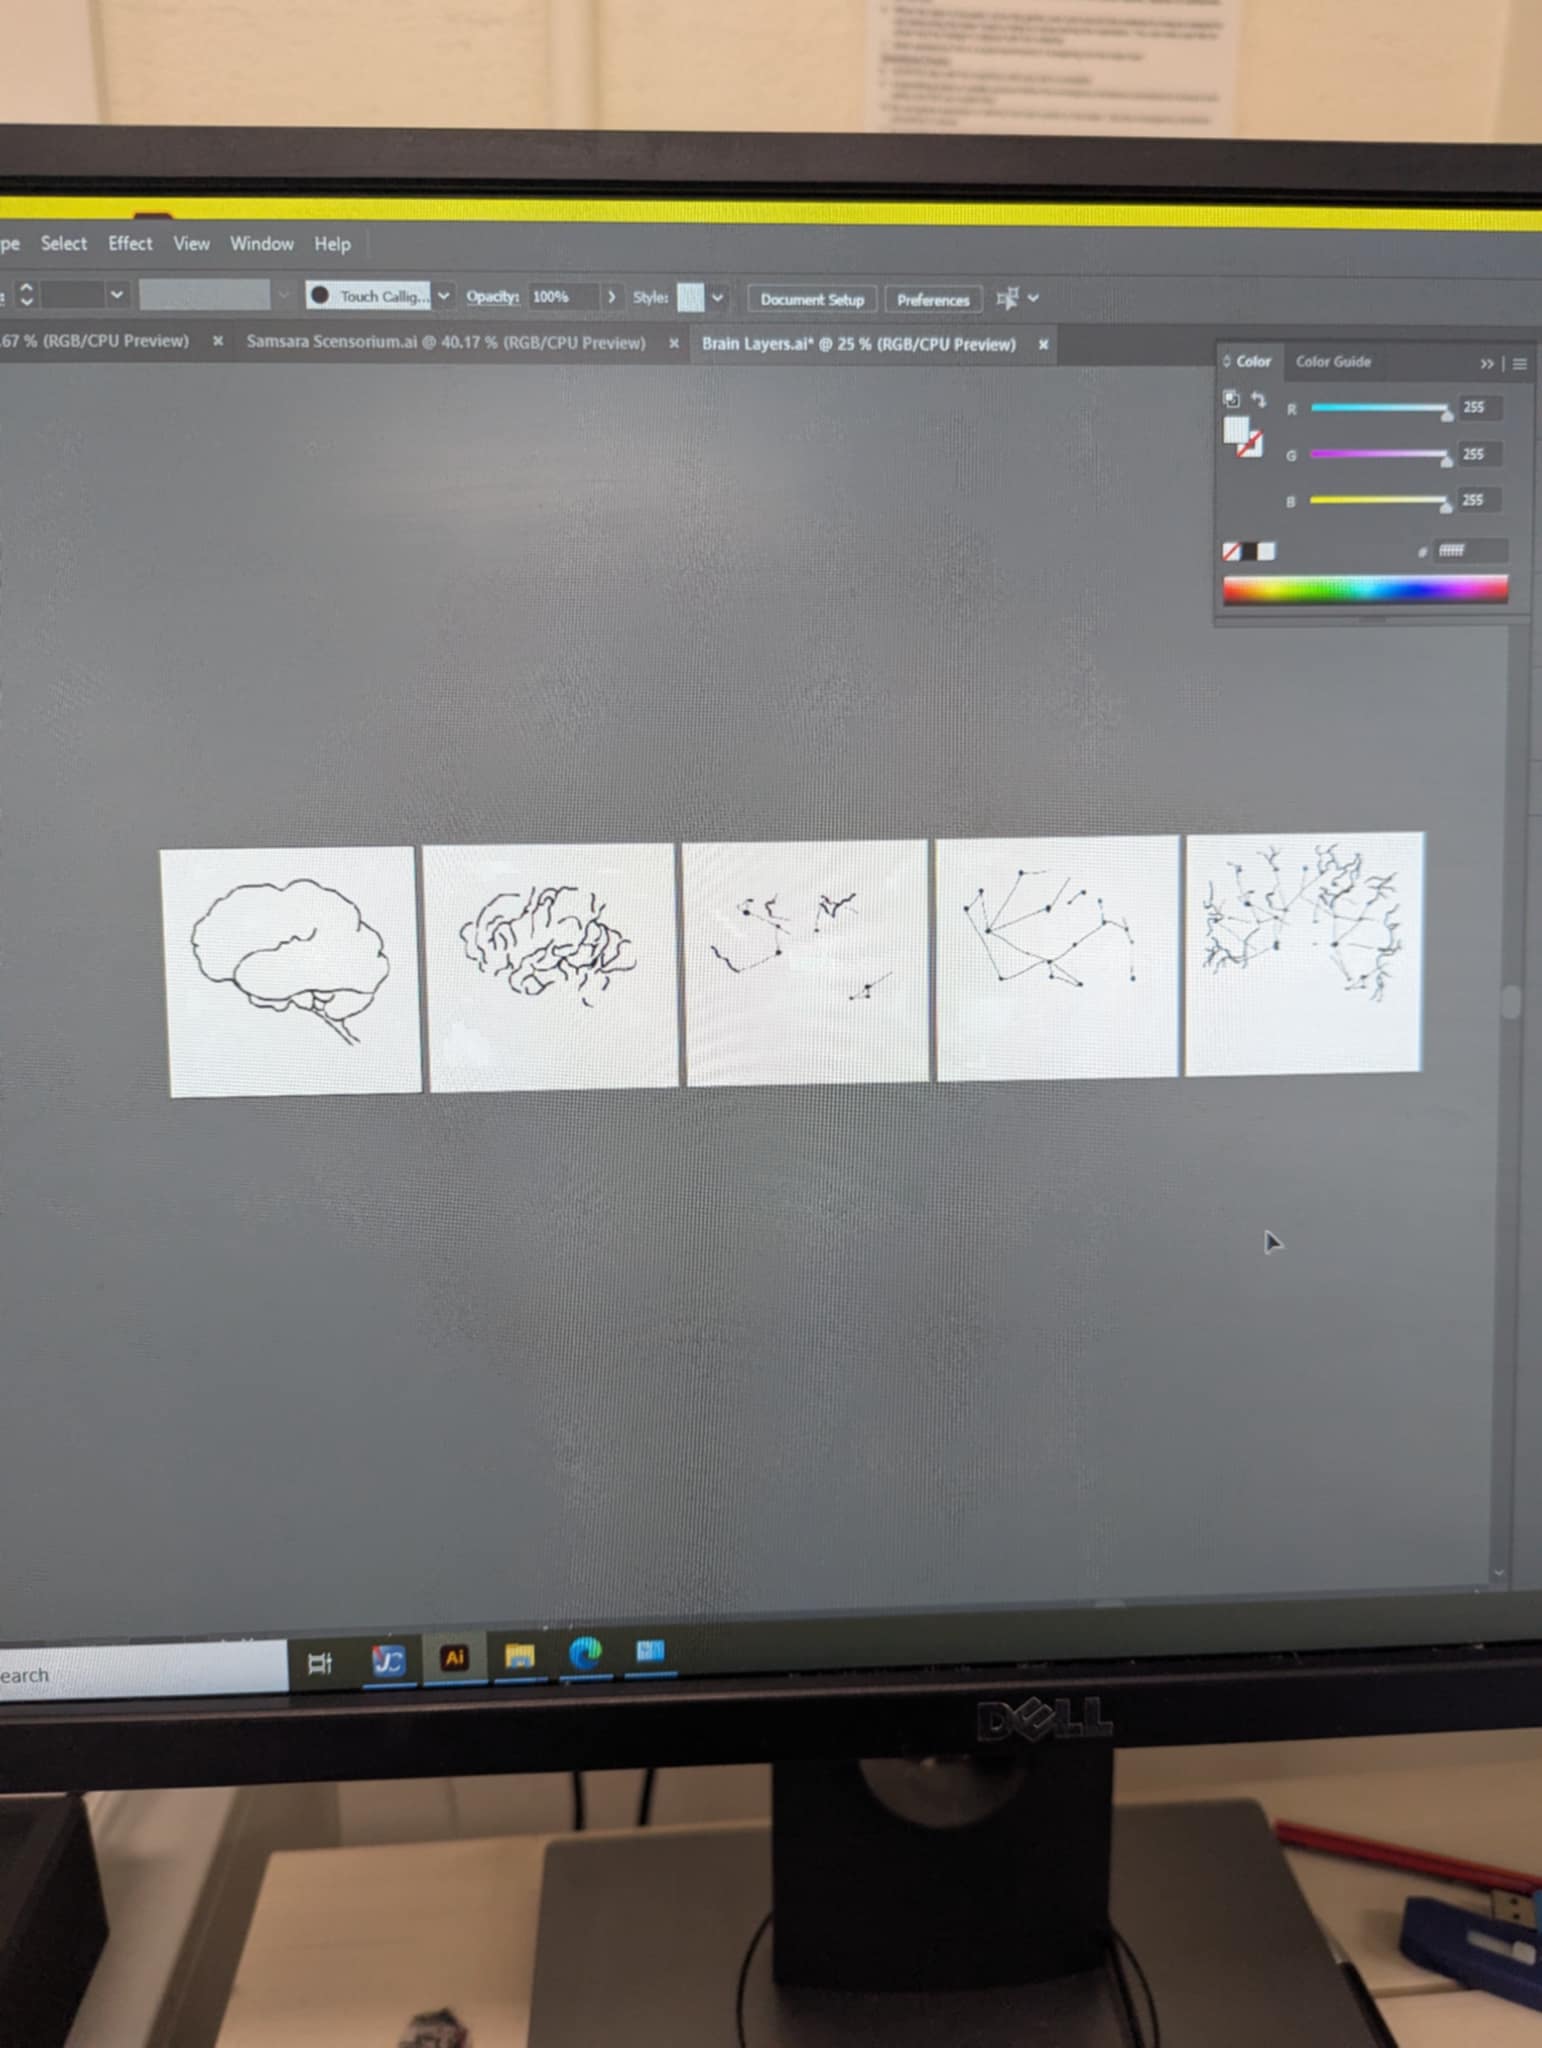 pe Select Effect View Window Help
Touch Callig... Opacity: 100% Style: Document Setup Preferences
.67 % (RGB/CPU Preview) × Samsara Scensorium.ai @ 40.17 % (RGB/CPU Preview) × Brain Layers.ai* @ 25 % (RGB/CPU Preview) ×
Color Color Guide
R 255
G 255
B 255
# ffffff
earch
JC
Ai
DELL